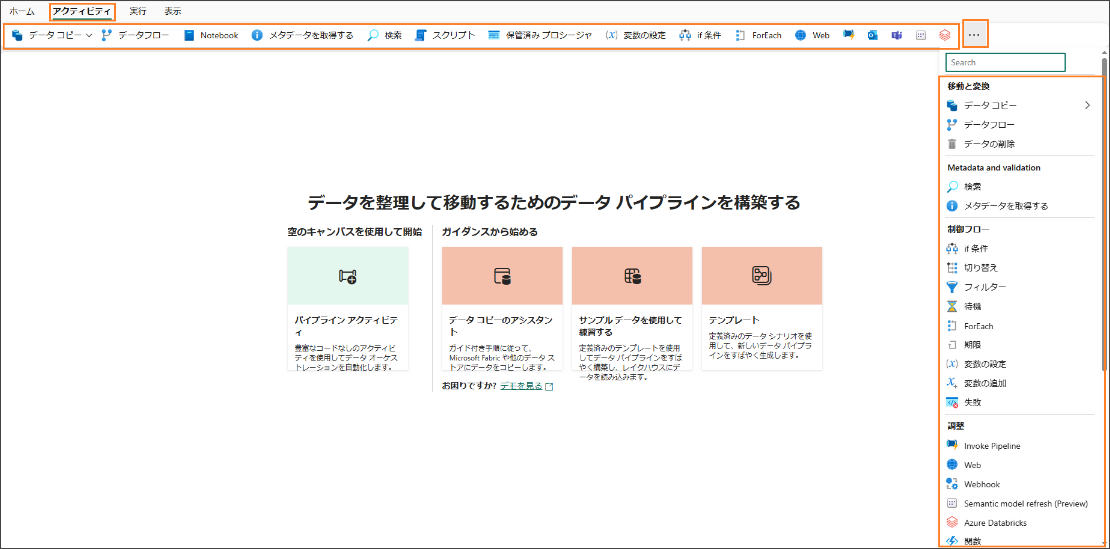 ホーム アクティビティ 実行 表示
データ コピー データフロー Notebook メタデータを取得する 検索 スクリプト 保管済み プロシージャ (x) 変数の設定 if 条件 ForEach Web ...
Search
移動と変換
データ コピー
データフロー
データの削除
Metadata and validation
検索
メタデータを取得する
制御フロー
if 条件
切り替え
フィルター
待機
ForEach
期限
(x) 変数の設定
変数の追加
失敗
調整
Invoke Pipeline
Web
Webhook
Semantic model refresh (Preview)
Azure Databricks
関数
データを整理して移動するためのデータ パイプラインを構築する
空のキャンバスを使用して開始
パイプライン アクティビテ
ィ
豊富なコードなしのアクティビ
ティを使用してデータ オーケス
トレーションを自動化します。
ガイダンスから始める
データ コピーのアシスタ
ント
ガイド付き手順に従って、
Microsoft Fabric や他のデータ ス
トアにデータをコピーします。
サンプル データを使用して
練習する
定義済みのテンプレートを使用
してデータ パイプラインをすば
やく構築し、レイクハウスにデ
ータを読み込みます。
テンプレート
定義済みのデータ シナリオを使
用して、新しいデータ パイプラ
インをすばやく生成します。
お困りですか? デモを見る